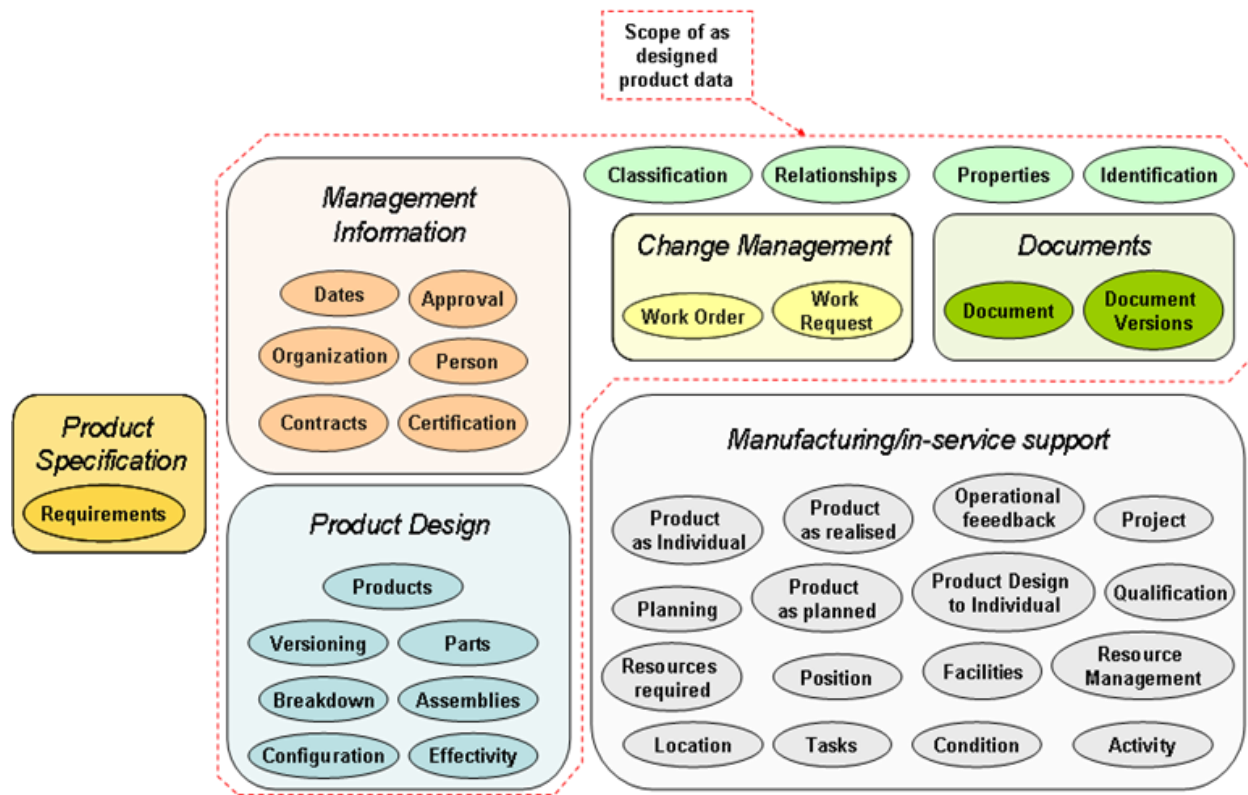 Scope of as
designed
product data
Classification
Relationships
Properties
Identification
Management
Information
Dates
Approval
Organization
Person
Contracts
Certification
Change Management
Work Order
Work
Request
Documents
Document
Document
Versions
Product
Specification
Requirements
Product Design
Products
Versioning
Parts
Breakdown
Assemblies
Configuration
Effectivity
Manufacturing/in-service support
Product
as Individual
Product
as realised
Operational
feeedback
Project
Planning
Product
as planned
Product Design
to Individual
Qualification
Resources
required
Position
Facilities
Resource
Management
Location
Tasks
Condition
Activity